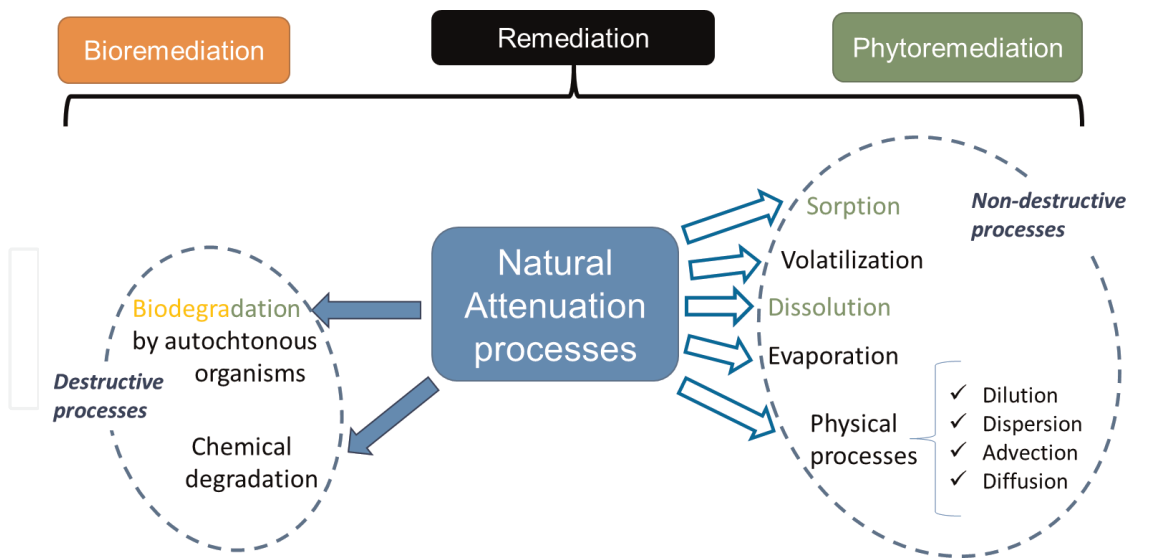 Bioremediation
Remediation
Phytoremediation
Natural
Attenuation
processes
Destructive
processes
Biodegradation
by autochtonous
organisms
Chemical
degradation
Non-destructive
processes
Sorption
Volatilization
Dissolution
Evaporation
Physical
processes
✓ Dilution
✓ Dispersion
✓ Advection
✓ Diffusion